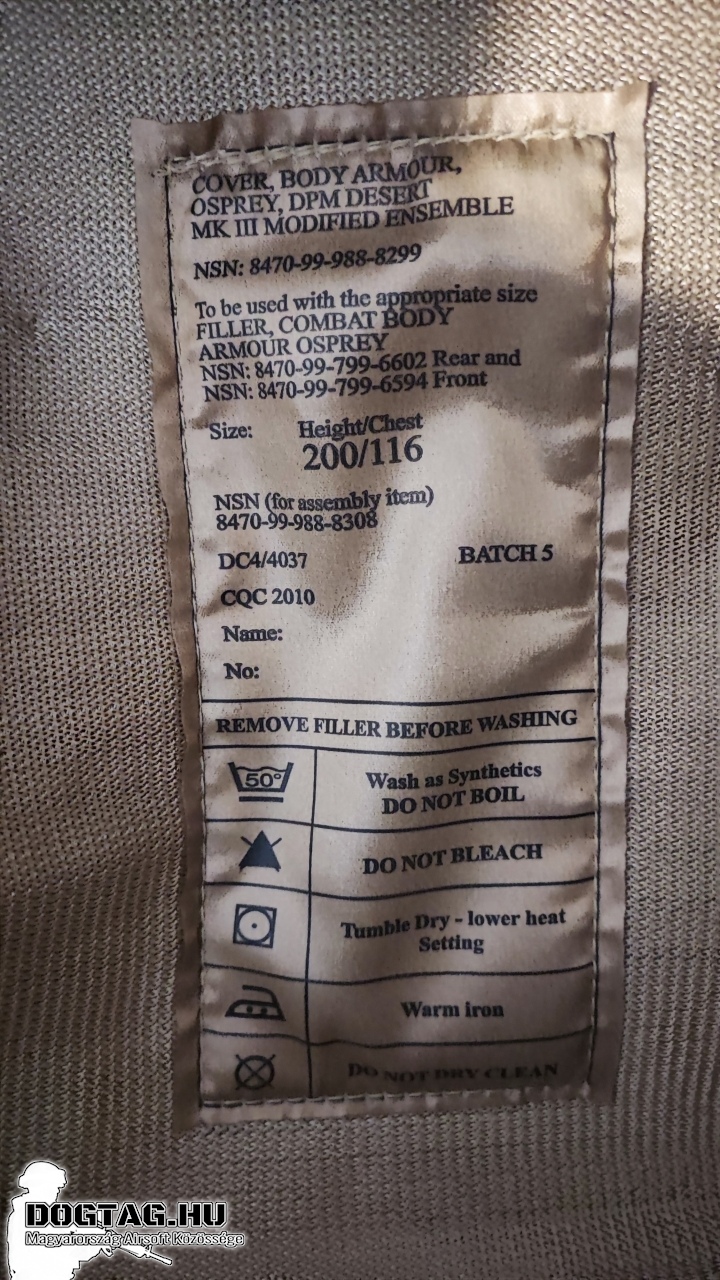 COVER, BODY ARMOUR,
OSPREY, DPM DESERT
MK III MODIFIED ENSEMBLE
NSN: 8470-99-988-8299
To be used with the appropriate size
FILLER, COMBAT BODY
ARMOUR OSPREY
NSN: 8470-99-799-6602 Rear and
NSN: 8470-99-799-6594 Front
Size: Height/Chest
200/116
NSN (for assembly item)
8470-99-988-8308
DC4/4037 BATCH 5
CQC 2010
Name:
No:
REMOVE FILLER BEFORE WASHING
50° Wash as Synthetics
DO NOT BOIL
DO NOT BLEACH
Tumble Dry - lower heat
Setting
Warm iron
DO NOT DRY CLEAN
DOGTAG.HU
Magyarország Airsoft Közössége